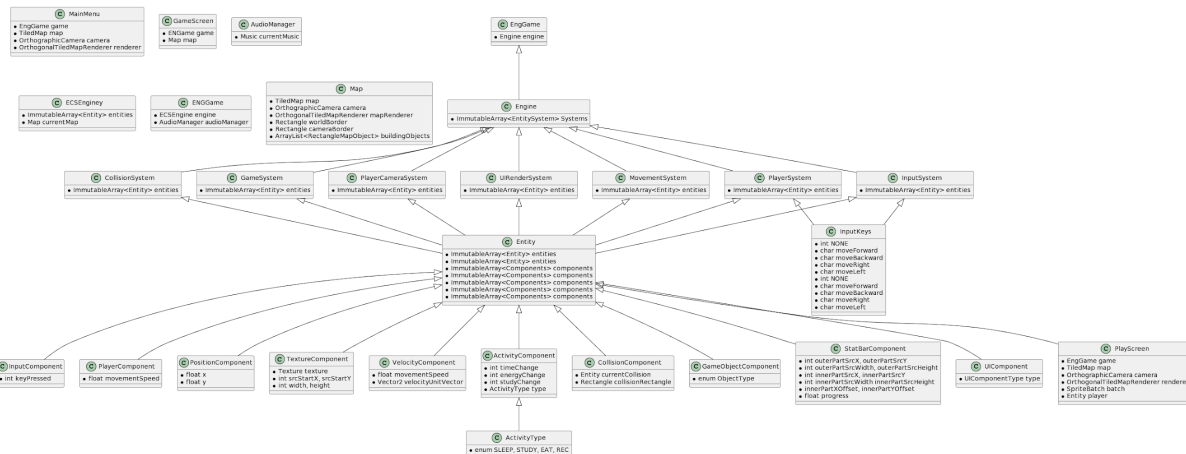 C MainMenu
EngGame game
TiledMap map
OrthographicCamera camera
OrthogonalTiledMapRenderer renderer
C GameScreen
ENGame game
Map map
C AudioManager
Music currentMusic
C EngGame
Engine engine
C ECSEnginey
ImmutableArray<Entity> entities
Map currentMap
C ENGGame
ECSEngine engine
AudioManager audioManager
C Map
TiledMap map
OrthographicCamera camera
OrthogonalTiledMapRenderer mapRenderer
Rectangle worldBorder
Rectangle cameraBorder
ArrayList<RectangleMapObject> buildingObjects
C Engine
ImmutableArray<EntitySystem> Systems
C CollisionSystem
ImmutableArray<Entity> entities
C GameSystem
ImmutableArray<Entity> entities
C PlayerCameraSystem
ImmutableArray<Entity> entities
C UIRenderSystem
ImmutableArray<Entity> entities
C MovementSystem
ImmutableArray<Entity> entities
C PlayerSystem
ImmutableArray<Entity> entities
C InputSystem
ImmutableArray<Entity> entities
C Entity
ImmutableArray<Entity> entities
ImmutableArray<Entity> entities
ImmutableArray<Components> components
ImmutableArray<Components> components
ImmutableArray<Components> components
ImmutableArray<Components> components
ImmutableArray<Components> components
C InputKeys
int NONE
char moveForward
char moveBackward
char moveRight
char moveLeft
int NONE
char moveForward
char moveBackward
char moveRight
char moveLeft
InputComponent
int keyPressed
C PlayerComponent
float movementSpeed
C PositionComponent
float x
float y
C TextureComponent
Texture texture
int srcStartX, srcStartY
int width, height
C VelocityComponent
float movementSpeed
Vector2 velocityUnitVector
C ActivityComponent
int timeChange
int energyChange
int studyChange
ActivityType type
C CollisionComponent
Entity currentCollision
Rectangle collisionRectangle
C GameObjectComponent
enum ObjectType
C StatBarComponent
int outerPartSrcX, outerPartSrcY
int outerPartSrcWidth, outerPartSrcHeight
int innerPartSrcX, innerPartSrcY
int innerPartSrcWidth innerPartSrcHeight
innerPartXOffset, innerPartYOffset
float progress
C UIComponent
UIComponentType type
C PlayScreen
EngGame game
TiledMap map
OrthographicCamera camera
OrthogonalTiledMapRenderer rendere
SpriteBatch batch
Entity player
C ActivityType
enum SLEEP, STUDY, EAT, REC